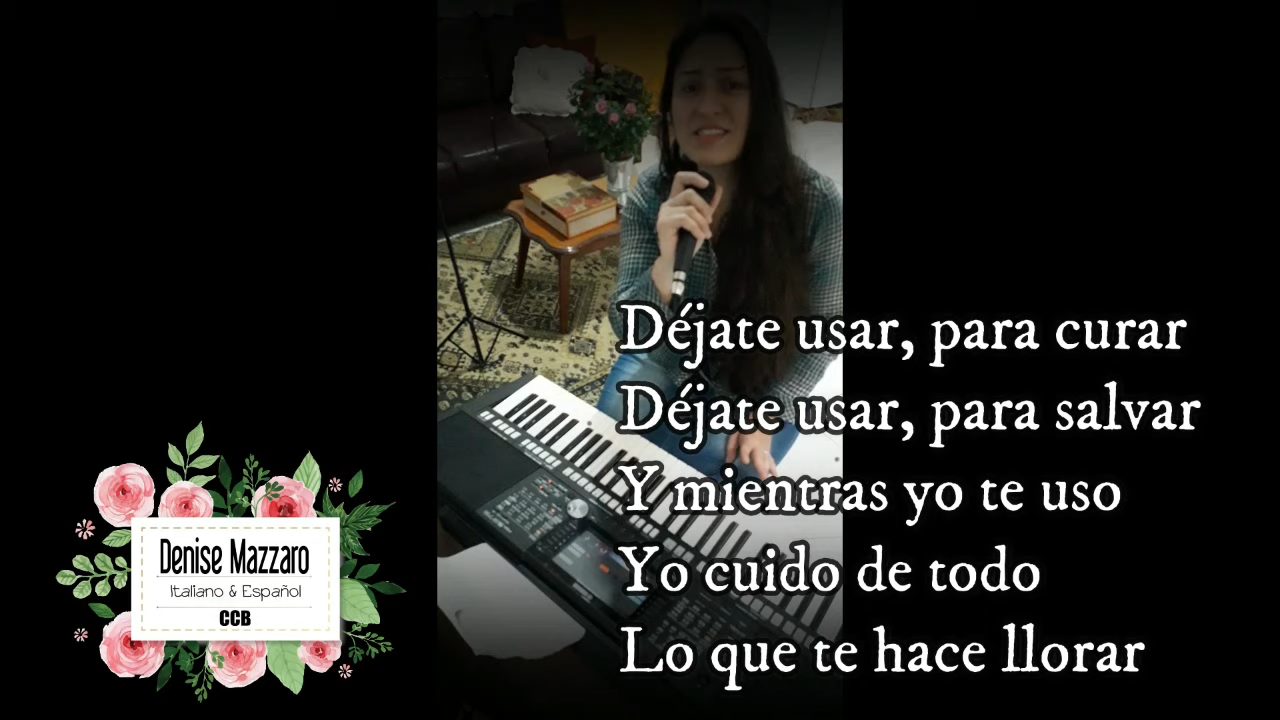 Déjate usar, para curar
Déjate usar, para salvar
Y mientras yo te uso
Yo cuido de todo
Lo que te hace llorar
Denise Mazzaro
Italiano & Español
CCB